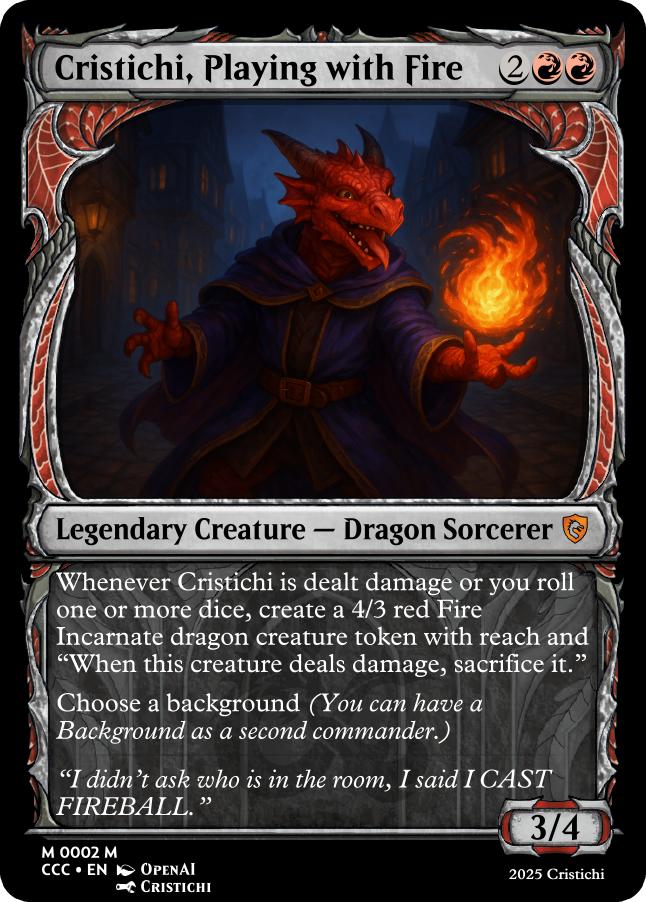 Cristichi, Playing with Fire 2
Legendary Creature — Dragon Sorcerer
Whenever Cristichi is dealt damage or you roll
one or more dice, create a 4/3 red Fire
Incarnate dragon creature token with reach and
“When this creature deals damage, sacrifice it.”
Choose a background (You can have a
Background as a second commander.)
“I didn’t ask who is in the room, I said I CAST
FIREBALL.”
3/4
M 0002 M
CCC • EN OpenAI
Cristichi
2025 Cristichi